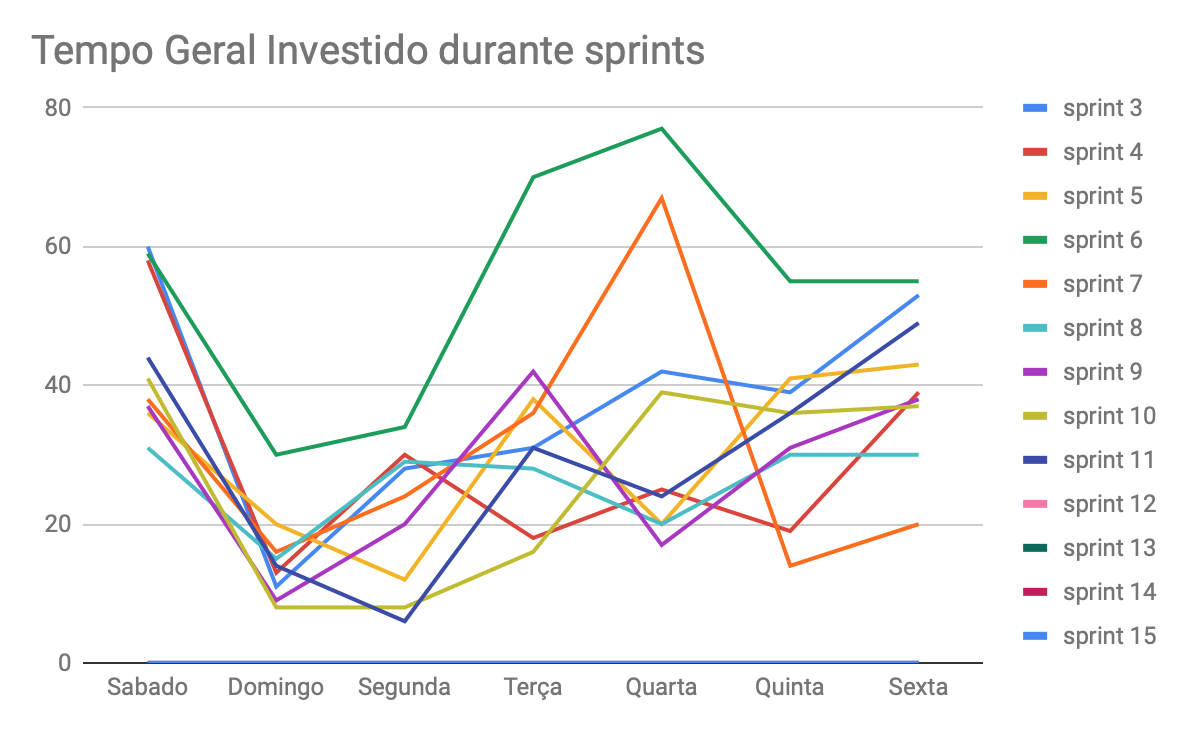 Tempo Geral Investido durante sprints
80
60
40
20
0
Sabado
Domingo
Segunda
Terça
Quarta
Quinta
Sexta
sprint 3
sprint 4
sprint 5
sprint 6
sprint 7
sprint 8
sprint 9
sprint 10
sprint 11
sprint 12
sprint 13
sprint 14
sprint 15